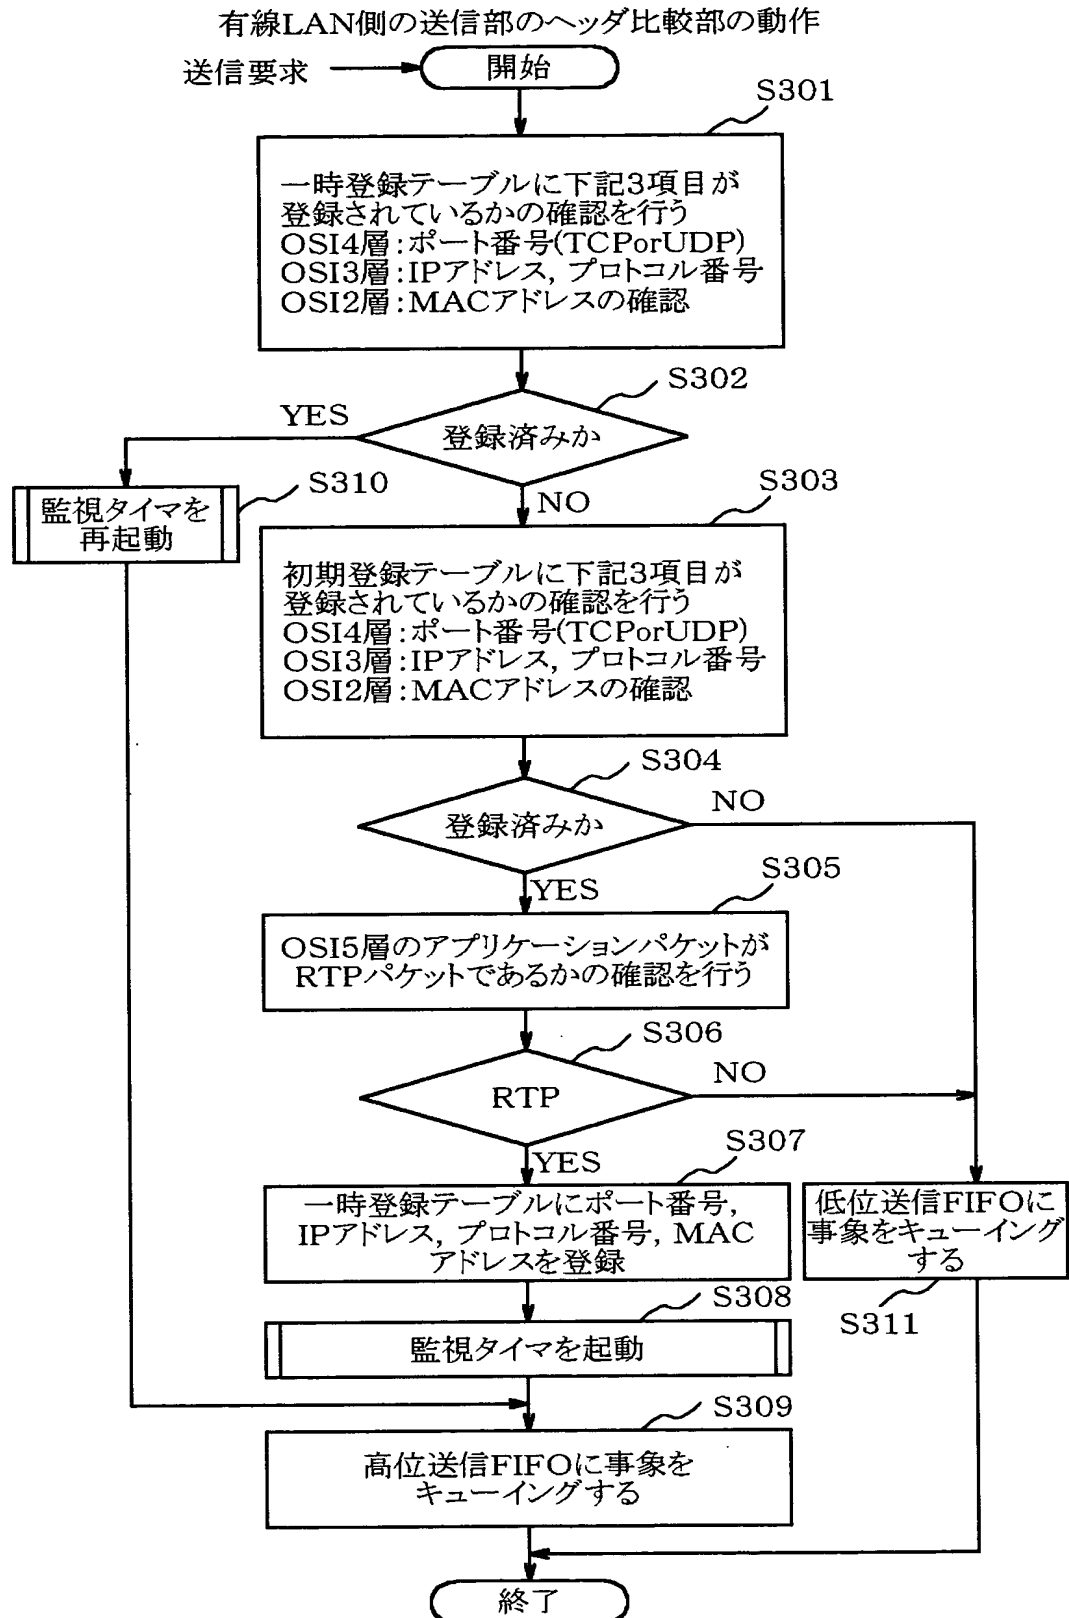 有線LAN側の送信部のヘッダ比較部の動作
送信要求
開始
S301
一時登録テーブルに下記3項目が
登録されているかの確認を行う
OSI4層:ポート番号(TCPorUDP)
OSI3層:IPアドレス, プロトコル番号
OSI2層:MACアドレスの確認
S302
YES
登録済みか
S310
監視タイマを
再起動
NO
S303
初期登録テーブルに下記3項目が
登録されているかの確認を行う
OSI4層:ポート番号(TCPorUDP)
OSI3層:IPアドレス, プロトコル番号
OSI2層:MACアドレスの確認
S304
NO
登録済みか
YES
S305
OSI5層のアプリケーションパケットが
RTPパケットであるかの確認を行う
S306
NO
RTP
YES
S307
一時登録テーブルにポート番号,
IPアドレス, プロトコル番号, MAC
アドレスを登録
低位送信FIFOに
事象をキューイング
する
S311
S308
監視タイマを起動
S309
高位送信FIFOに事象を
キューイングする
終了